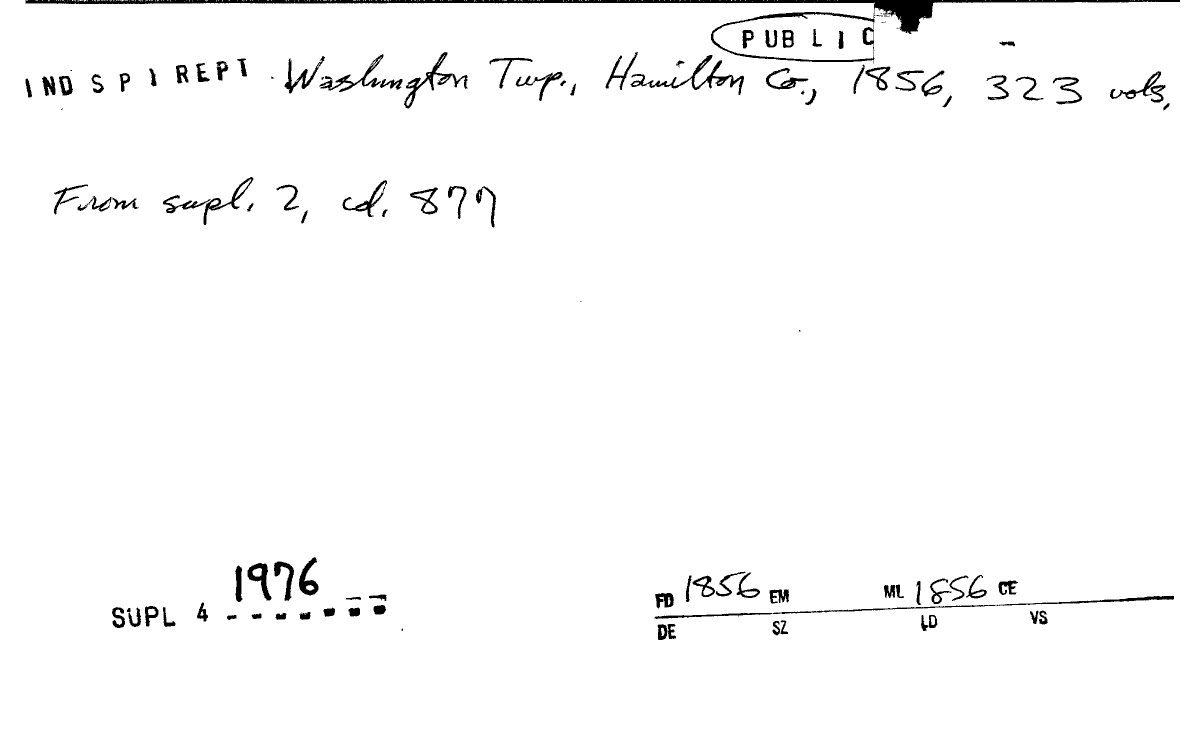 PUBLIC
IND SPI REPT Washington Twp., Hamilton Co., 1856, 323 vols.
From supl. 2, cd. 877
1976
SUPL 4
FD 1856 EM ML 1856 CE
DE SZ LD VS